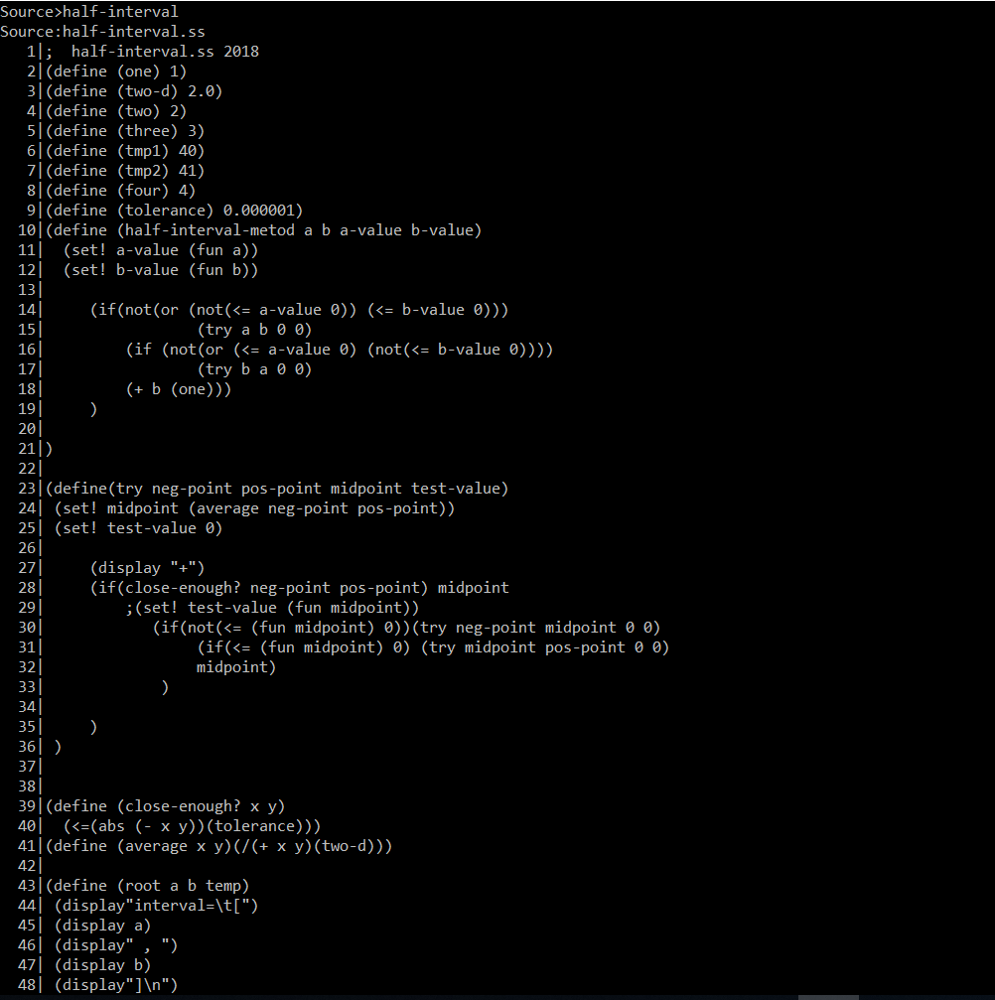 Source>half-interval
Source:half-interval.ss
   1|;  half-interval.ss 2018
   2|(define (one) 1)
   3|(define (two-d) 2.0)
   4|(define (two) 2)
   5|(define (three) 3)
   6|(define (tmp1) 40)
   7|(define (tmp2) 41)
   8|(define (four) 4)
   9|(define (tolerance) 0.000001)
  10|(define (half-interval-metod a b a-value b-value)
  11|  (set! a-value (fun a))
  12|  (set! b-value (fun b))
  13|
  14|     (if(not(or (not(<= a-value 0)) (<= b-value 0)))
  15|                 (try a b 0 0)
  16|         (if (not(or (<= a-value 0) (not(<= b-value 0))))
  17|                 (try b a 0 0)
  18|         (+ b (one)))
  19|     )
  20|
  21|)
  22|
  23|(define(try neg-point pos-point midpoint test-value)
  24| (set! midpoint (average neg-point pos-point))
  25| (set! test-value 0)
  26|
  27|     (display "+")
  28|     (if(close-enough? neg-point pos-point) midpoint
  29|         ;(set! test-value (fun midpoint))
  30|            (if(not(<= (fun midpoint) 0))(try neg-point midpoint 0 0)
  31|                 (if(<= (fun midpoint) 0) (try midpoint pos-point 0 0)
  32|                 midpoint)
  33|             )
  34|
  35|     )
  36| )
  37|
  38|
  39|(define (close-enough? x y)
  40|  (<=(abs (- x y))(tolerance)))
  41|(define (average x y)(/(+ x y)(two-d)))
  42|
  43|(define (root a b temp)
  44| (display"interval=\t[")
  45| (display a)
  46| (display" , ")
  47| (display b)
  48| (display"]\n")